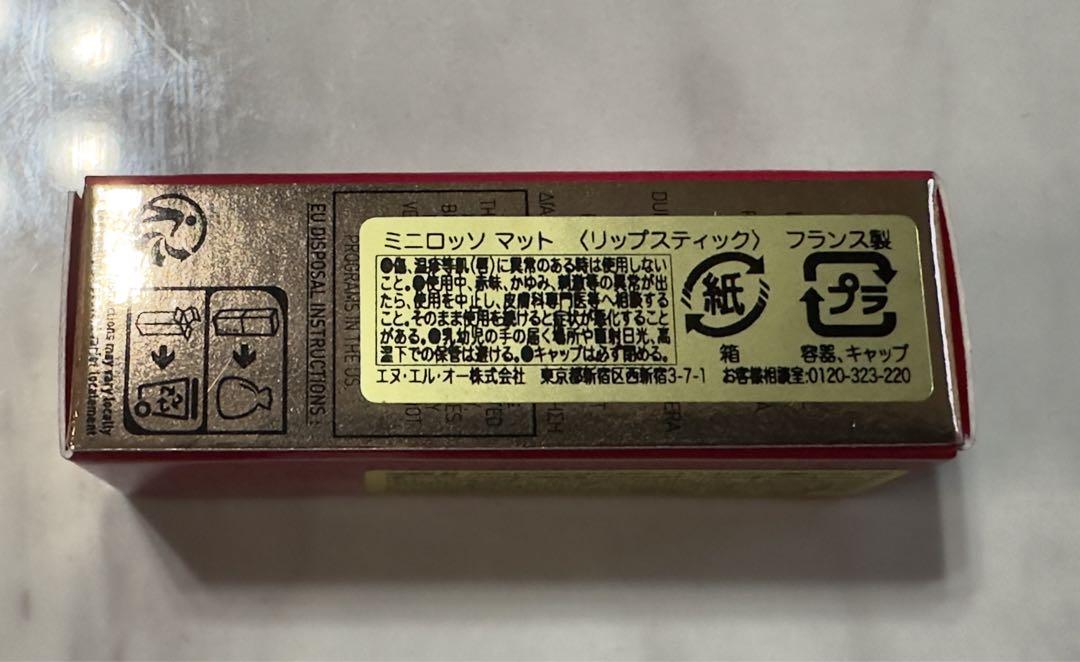 ミニロッソ マット 〈リップスティック〉 フランス製
●傷、湿疹等肌(唇)に異常のある時は使用しない
こと。●使用中、赤味、かゆみ、刺激等の異常が出
たら、使用を中止し、皮膚科専門医等へ相談する
こと。そのまま使用を続けると症状が悪化すること
がある。●乳幼児の手の届く場所や直射日光、高
温下での保管は避ける。●キャップは必ず閉める。
紙
箱
プラ
容器、キャップ
エヌ・エル・オー株式会社 東京都新宿区西新宿3-7-1 お客様相談室:0120-323-220
EU DISPOSAL INSTRUCTIONS:
PROGRAMS IN THE US.
may vary locally